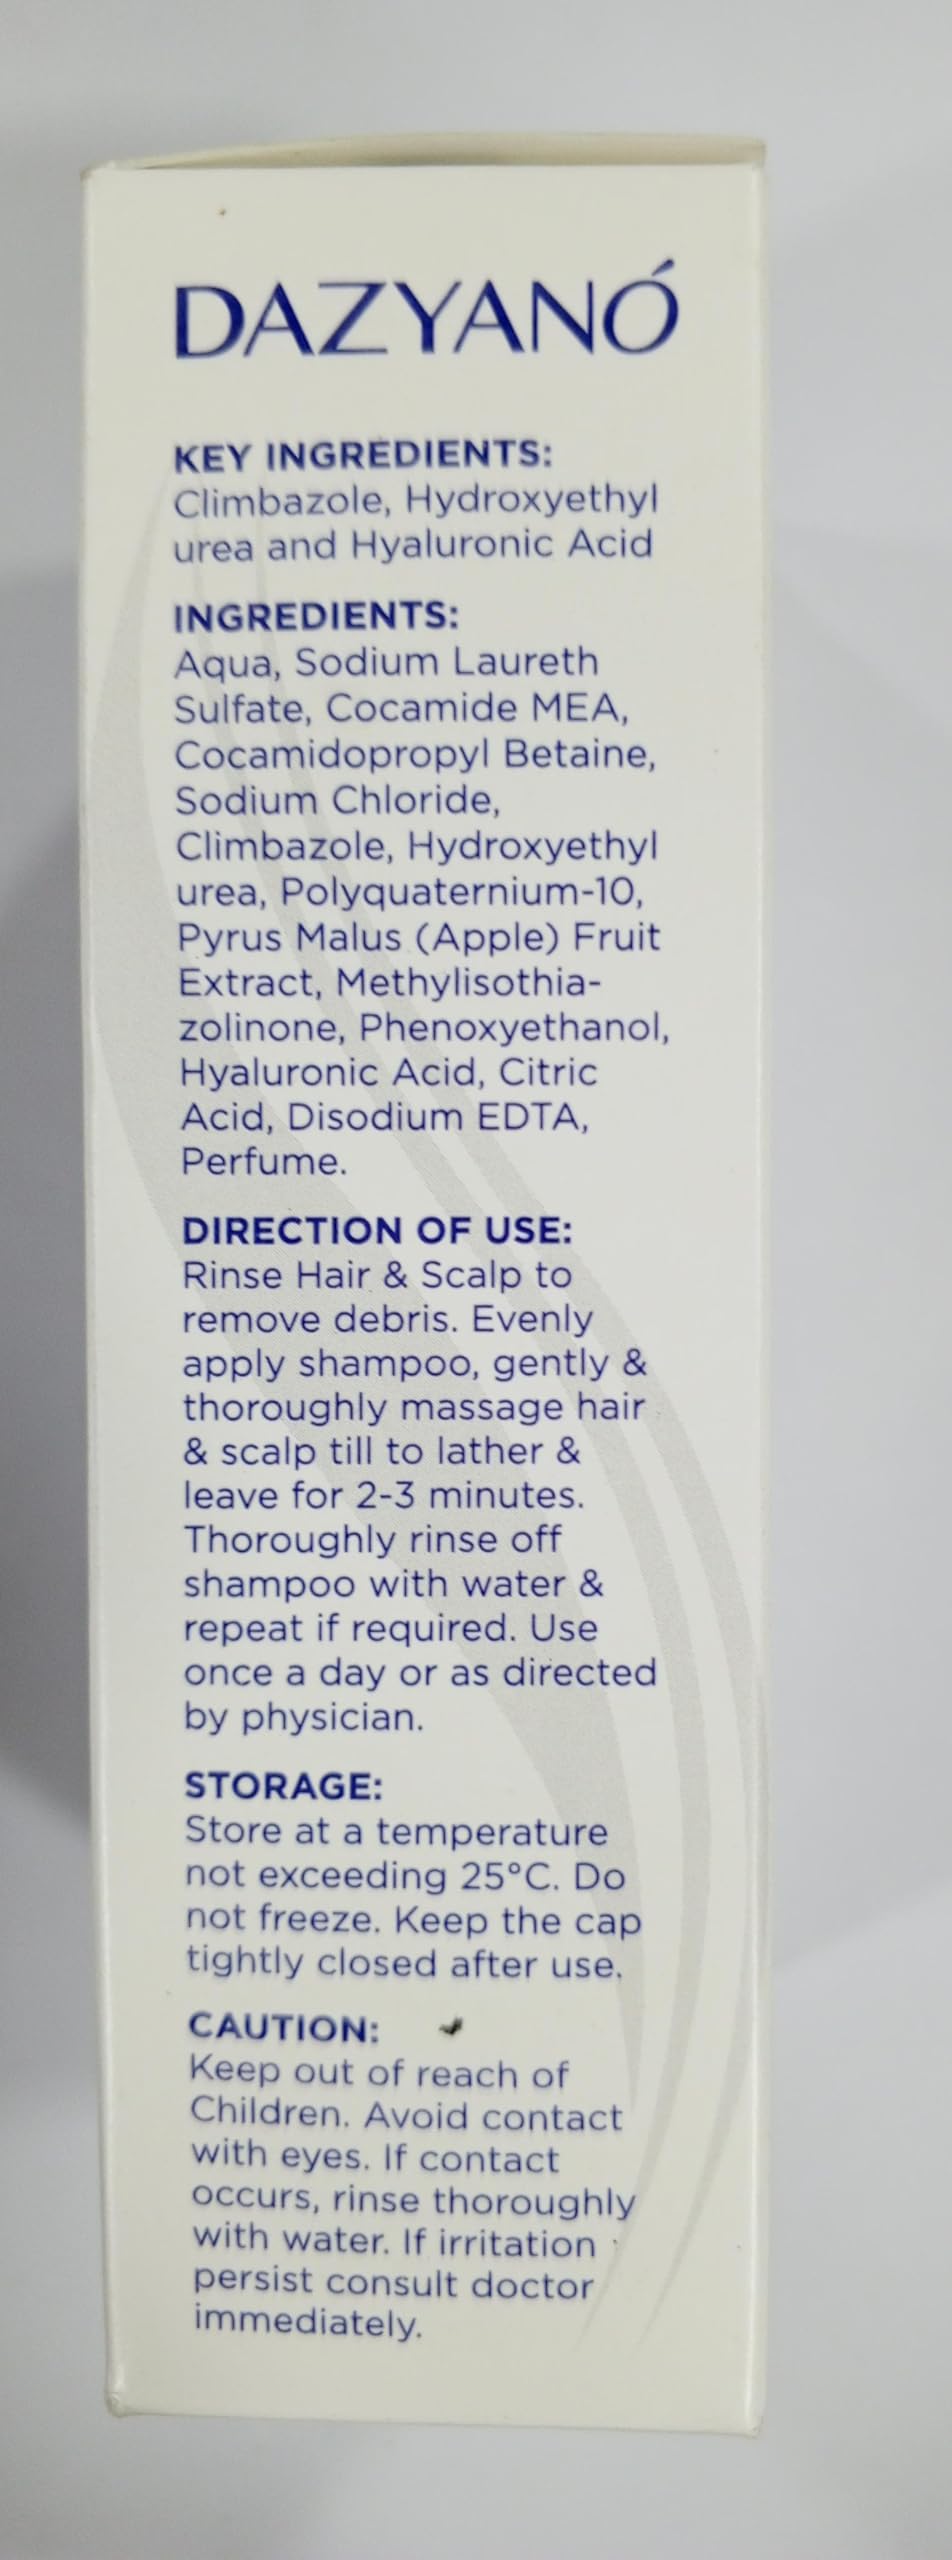 DAZYANÓ
KEY INGREDIENTS:
Climbazole, Hydroxyethyl
urea and Hyaluronic Acid
INGREDIENTS:
Aqua, Sodium Laureth
Sulfate, Cocamide MEA,
Cocamidopropyl Betaine,
Sodium Chloride,
Climbazole, Hydroxyethyl
urea, Polyquaternium-10,
Pyrus Malus (Apple) Fruit
Extract, Methylisothia-
zolinone, Phenoxyethanol,
Hyaluronic Acid, Citric
Acid, Disodium EDTA,
Perfume.
DIRECTION OF USE:
Rinse Hair & Scalp to
remove debris. Evenly
apply shampoo, gently &
thoroughly massage hair
& scalp till to lather &
leave for 2-3 minutes.
Thoroughly rinse off
shampoo with water &
repeat if required. Use
once a day or as directed
by physician.
STORAGE:
Store at a temperature
not exceeding 25°C. Do
not freeze. Keep the cap
tightly closed after use.
CAUTION:
Keep out of reach of
Children. Avoid contact
with eyes. If contact
occurs, rinse thoroughly
with water. If irritation
persist consult doctor
immediately.